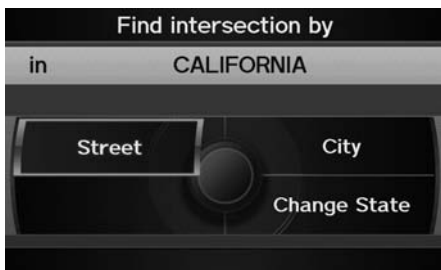 Find intersection by
in CALIFORNIA
Street City
Change State